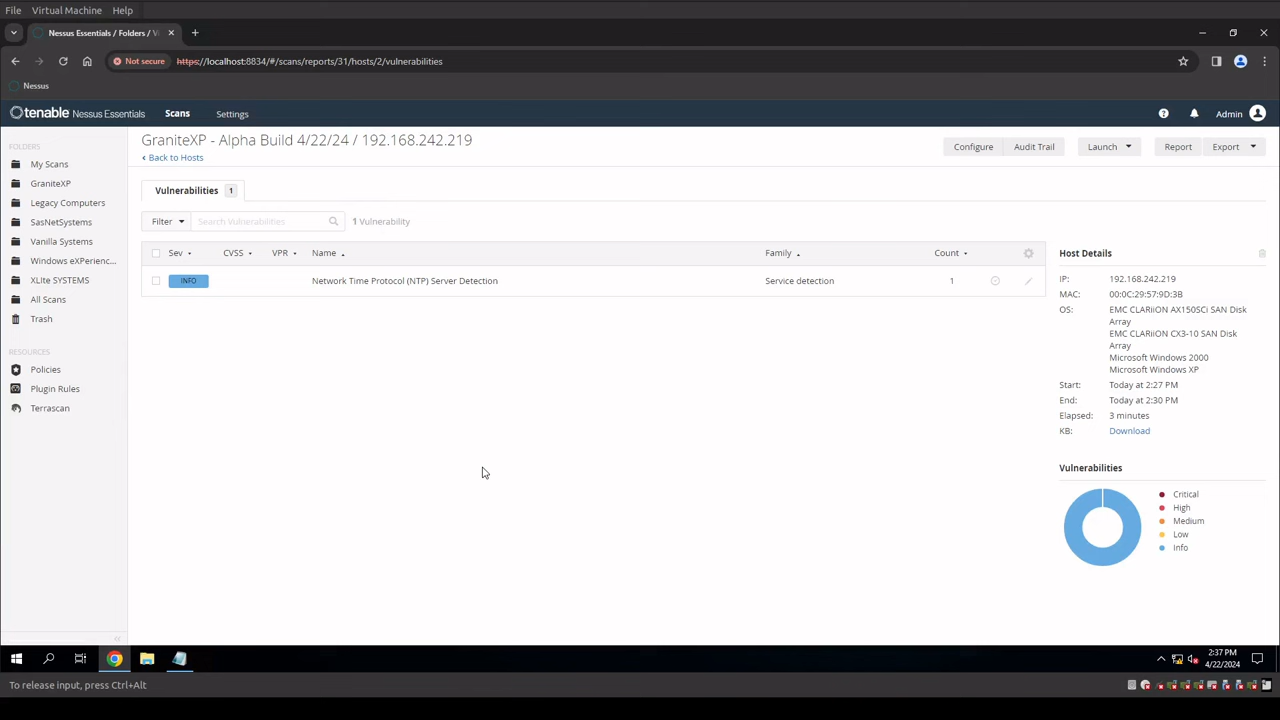 File Virtual Machine Help
Nessus Essentials / Folders / V
Not secure https://localhost:8834/#/scans/reports/31/hosts/2/vulnerabilities
Nessus
tenable Nessus Essentials Scans Settings Admin
FOLDERS
My Scans
GraniteXP
Legacy Computers
SasNetSystems
Vanilla Systems
Windows eXPerienc...
XLIte SYSTEMS
All Scans
Trash
RESOURCES
Policies
Plugin Rules
Terrascan
GraniteXP - Alpha Build 4/22/24 / 192.168.242.219
Back to Hosts
Configure Audit Trail Launch Report Export
Vulnerabilities 1
Filter Search Vulnerabilities 1 Vulnerability
Sev CVSS VPR Name Family Count
INFO Network Time Protocol (NTP) Server Detection Service detection 1
Host Details
IP: 192.168.242.219
MAC: 00:0C:29:57:9D:3B
OS: EMC CLARiiON AX150SCi SAN Disk
Array
EMC CLARiiON CX3-10 SAN Disk
Array
Microsoft Windows 2000
Microsoft Windows XP
Start: Today at 2:27 PM
End: Today at 2:30 PM
Elapsed: 3 minutes
KB: Download
Vulnerabilities
Critical
High
Medium
Low
Info
2:37 PM
4/22/2024
To release input, press Ctrl+Alt